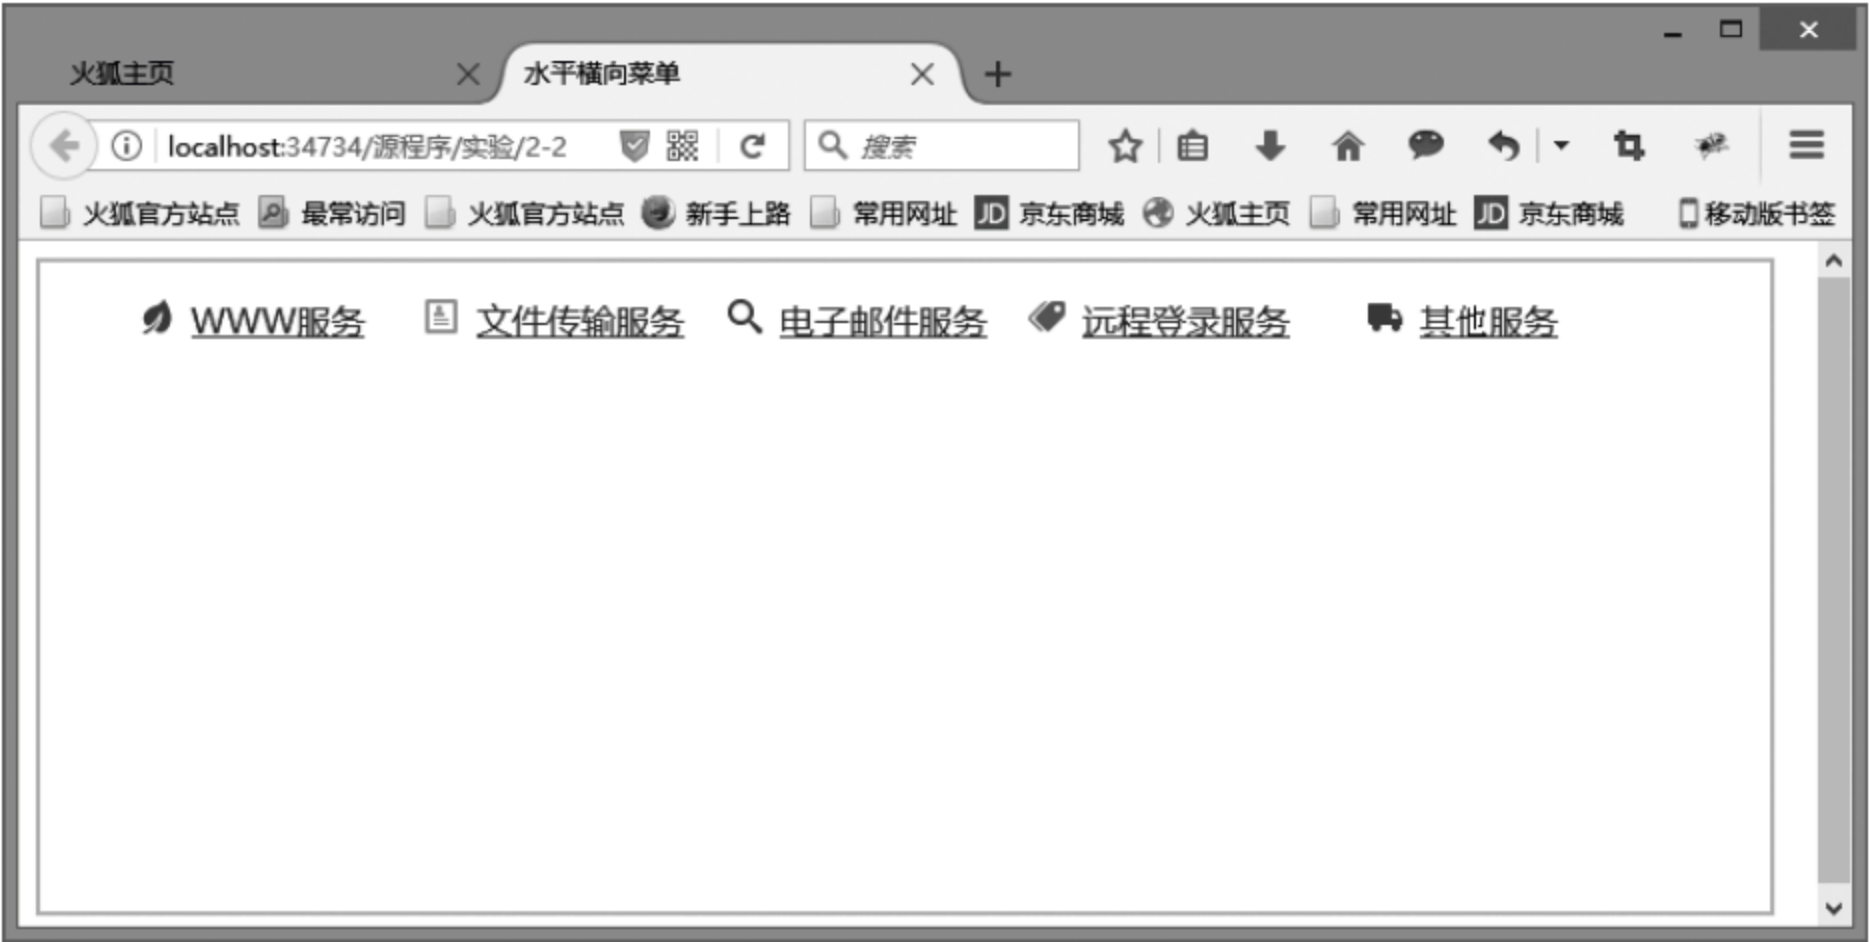 火狐主页 水平横向菜单
localhost:34734/源程序/实验/2-2 搜索
火狐官方站点 最常访问 火狐官方站点 新手上路 常用网址 JD 京东商城 火狐主页 常用网址 JD 京东商城 移动版书签
WWW服务 文件传输服务 电子邮件服务 远程登录服务 其他服务